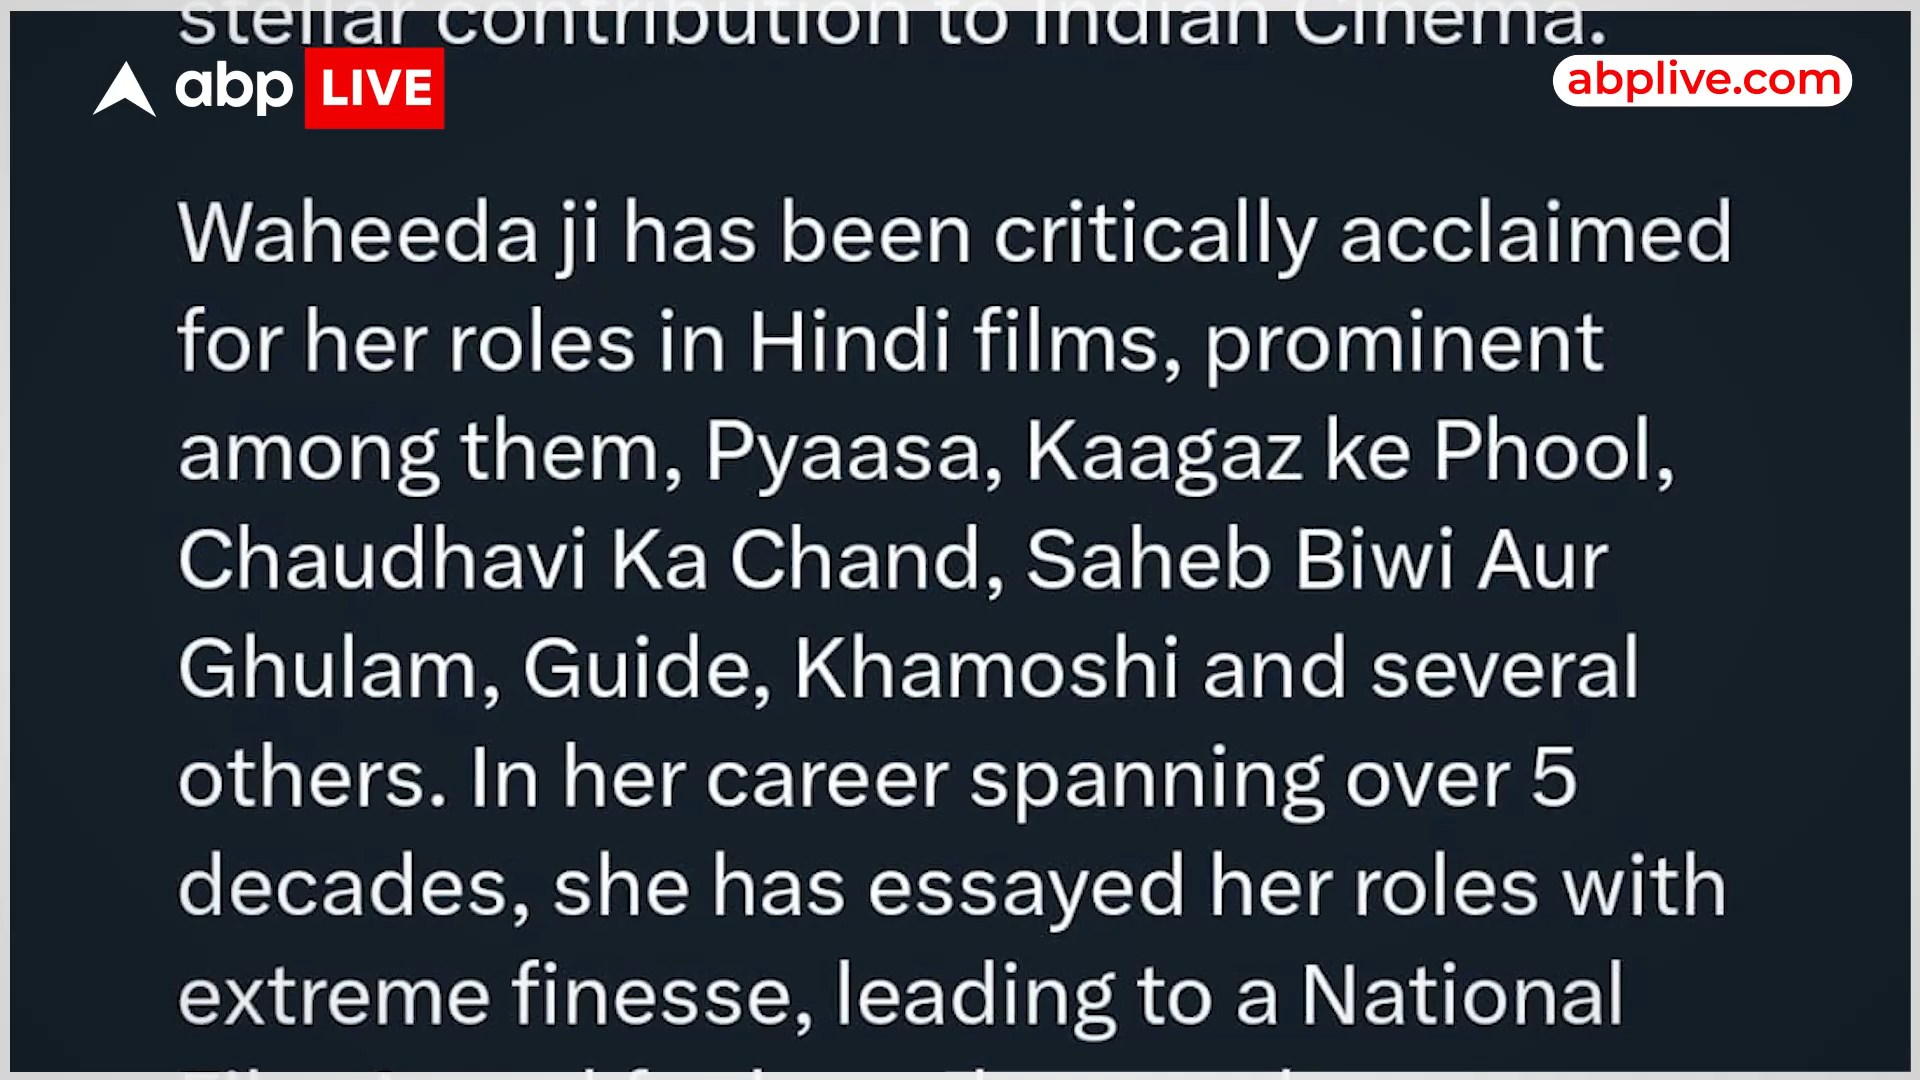 stellar contribution to Indian Cinema.
abp LIVE
abplive.com
Waheeda ji has been critically acclaimed
for her roles in Hindi films, prominent
among them, Pyaasa, Kaagaz ke Phool,
Chaudhavi Ka Chand, Saheb Biwi Aur
Ghulam, Guide, Khamoshi and several
others. In her career spanning over 5
decades, she has essayed her roles with
extreme finesse, leading to a National